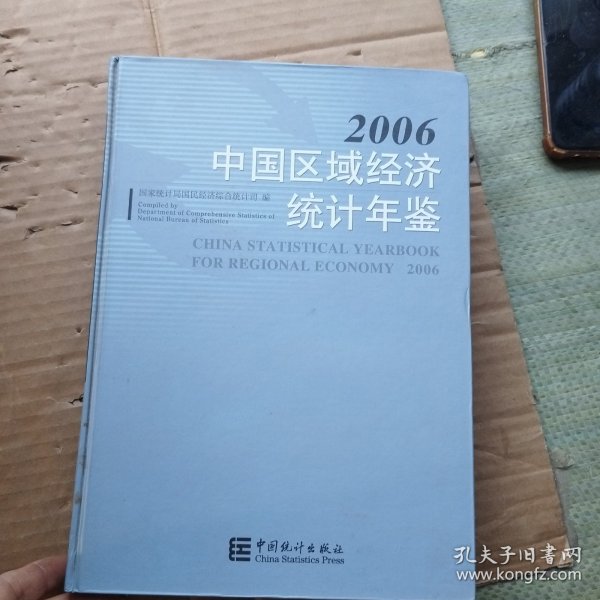 2006
中国区域经济
统计年鉴
国家统计局国民经济综合统计司 编
Compiled by
Department of Comprehensive Statistics of
National Bureau of Statistics
CHINA STATISTICAL YEARBOOK
FOR REGIONAL ECONOMY 2006
中国统计出版社
China Statistics Press
孔夫子旧书网
www.kongfz.com